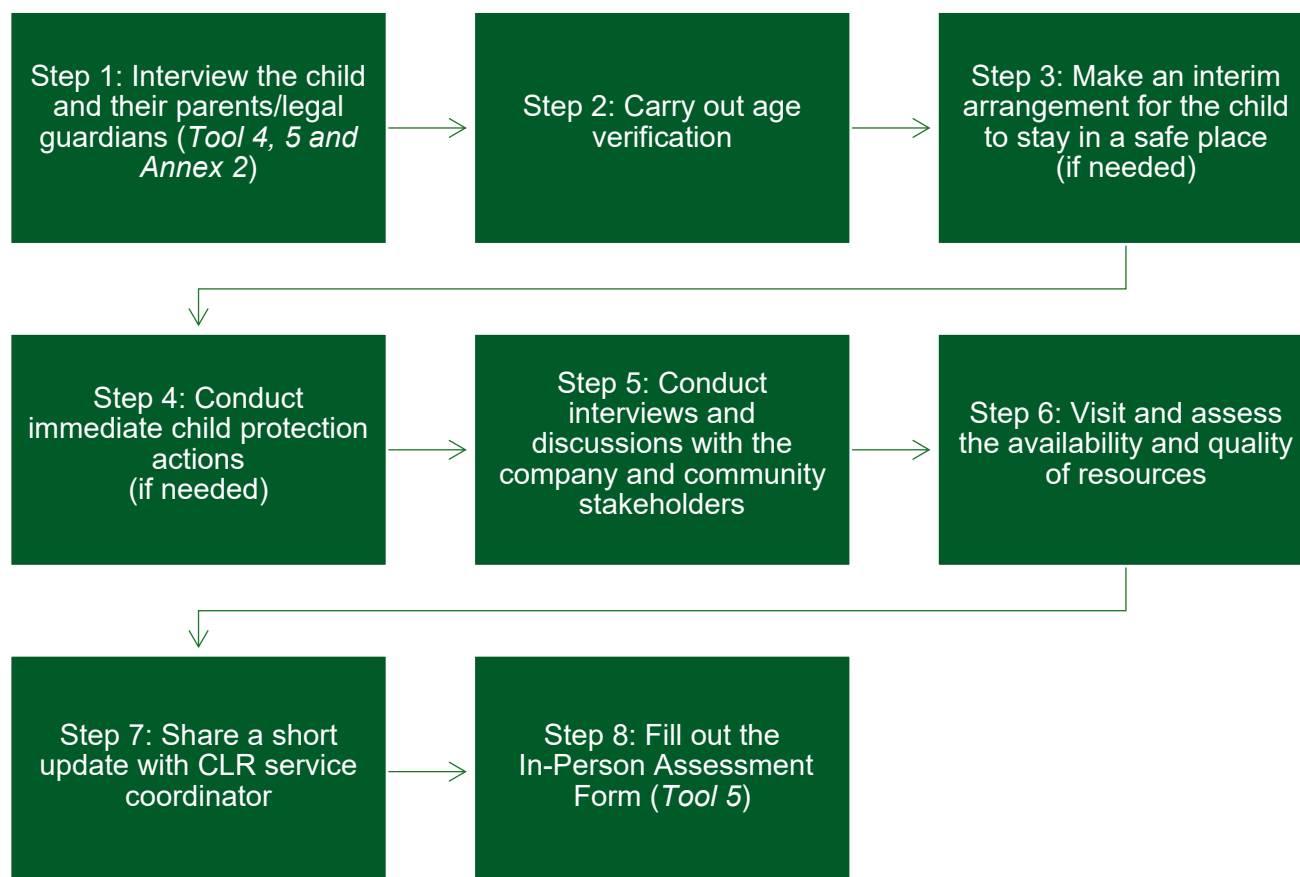 Step 1: Interview the child
and their parents/legal
guardians (Tool 4, 5 and
Annex 2)
Step 2: Carry out age
verification
Step 3: Make an interim
arrangement for the child
to stay in a safe place
(if needed)
Step 4: Conduct
immediate child protection
actions
(if needed)
Step 5: Conduct
interviews and
discussions with the
company and community
stakeholders
Step 6: Visit and assess
the availability and quality
of resources
Step 7: Share a short
update with CLR service
coordinator
Step 8: Fill out the
In-Person Assessment
Form (Tool 5)